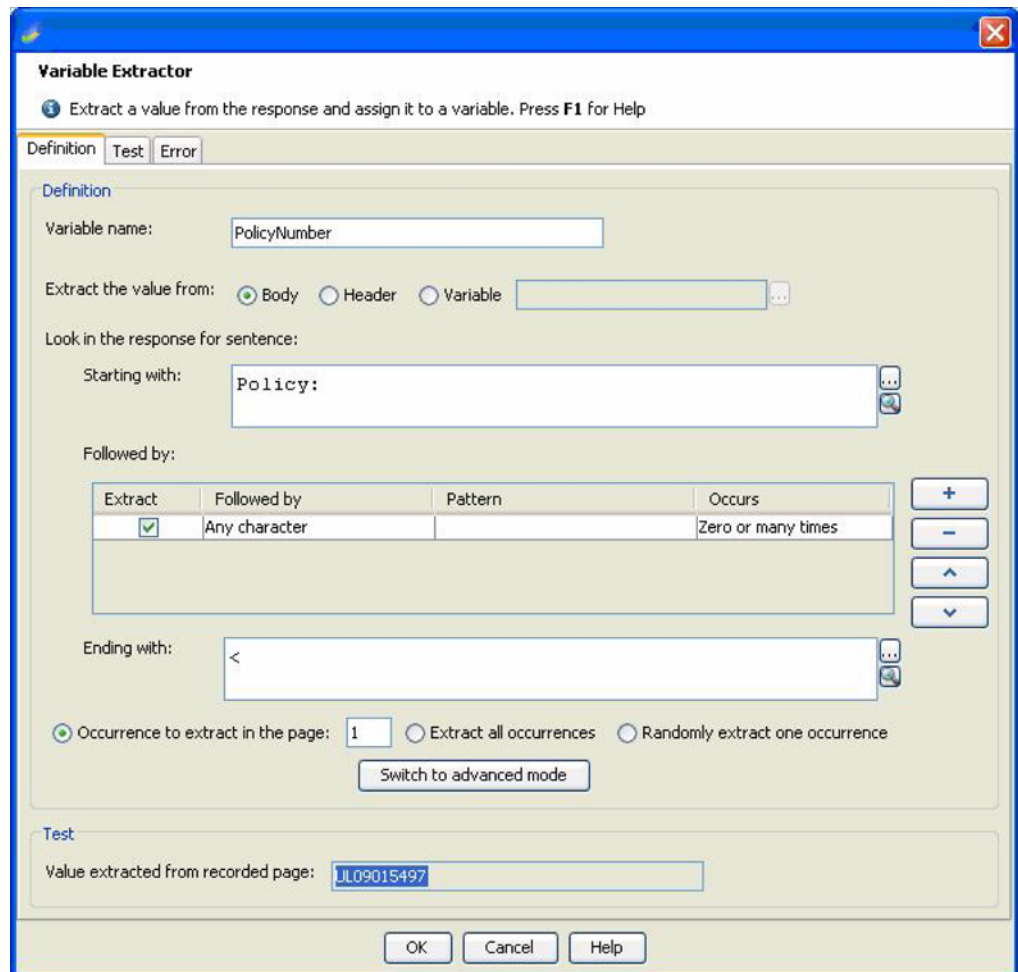 Variable Extractor
Extract a value from the response and assign it to a variable. Press F1 for Help
Definition Test Error
Definition
Variable name: PolicyNumber
Extract the value from: Body Header Variable ...
Look in the response for sentence:
Starting with: Policy: ...
Followed by:
Extract Followed by Pattern Occurs +
Any character Zero or many times −
Ending with: < ...
Occurrence to extract in the page: 1 Extract all occurrences Randomly extract one occurrence
Switch to advanced mode
Test
Value extracted from recorded page: UL09015497
OK Cancel Help